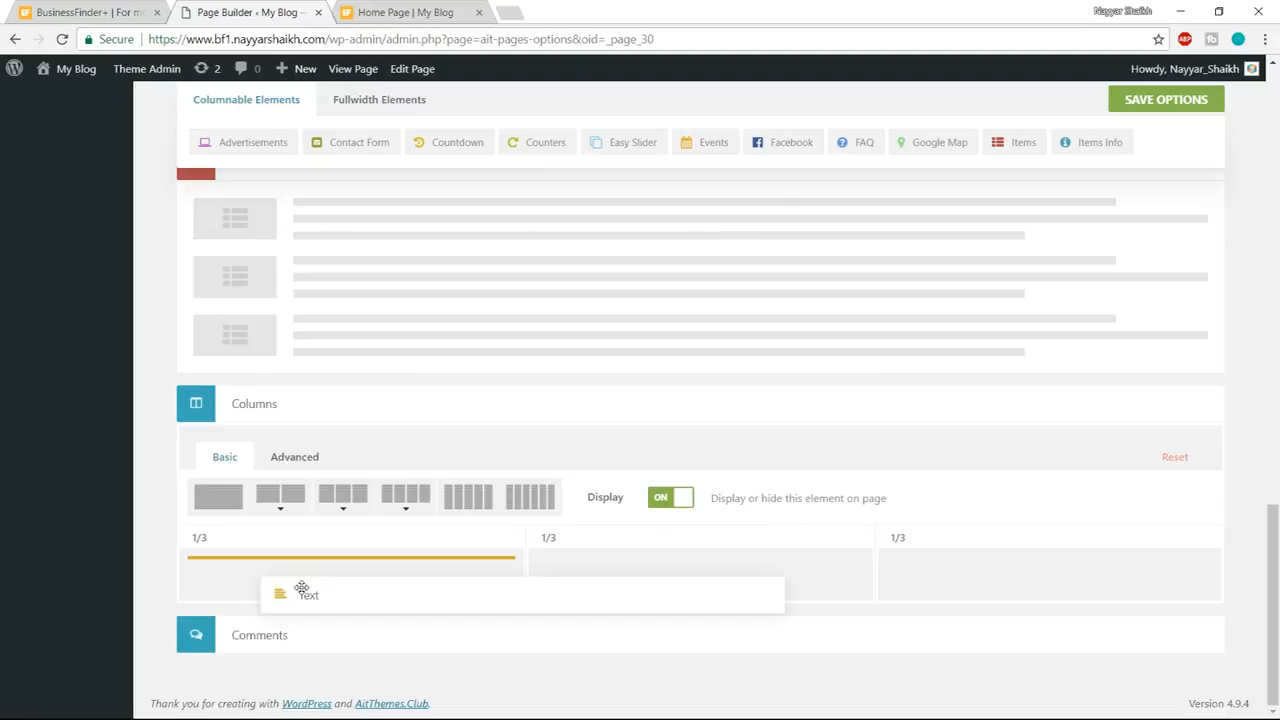 BusinessFinder+ | For m
Page Builder ‹ My Blog —
Home Page | My Blog
Nayyar Shaikh
Secure https://www.bf1.nayyarshaikh.com/wp-admin/admin.php?page=ait-pages-options&oid=_page_30
ABP
tb
My Blog Theme Admin 2 0 New View Page Edit Page Howdy, Nayyar_Shaikh
Columnable Elements Fullwidth Elements SAVE OPTIONS
Advertisements Contact Form Countdown Counters Easy Slider Events Facebook FAQ Google Map Items Items Info
Columns
Basic Advanced Reset
Display ON Display or hide this element on page
1/3 1/3 1/3
Text
Comments
Thank you for creating with WordPress and AitThemes.Club. Version 4.9.4